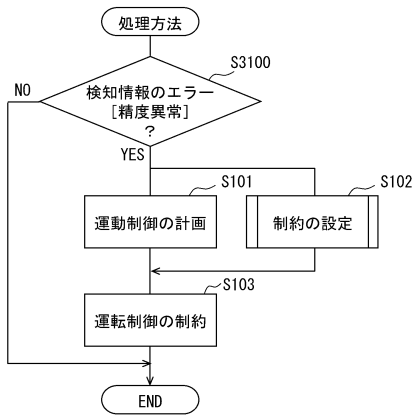 処理方法
S3100
検知情報のエラー
[精度異常]
?
NO
YES
S101
S102
運動制御の計画
制約の設定
S103
運転制御の制約
END